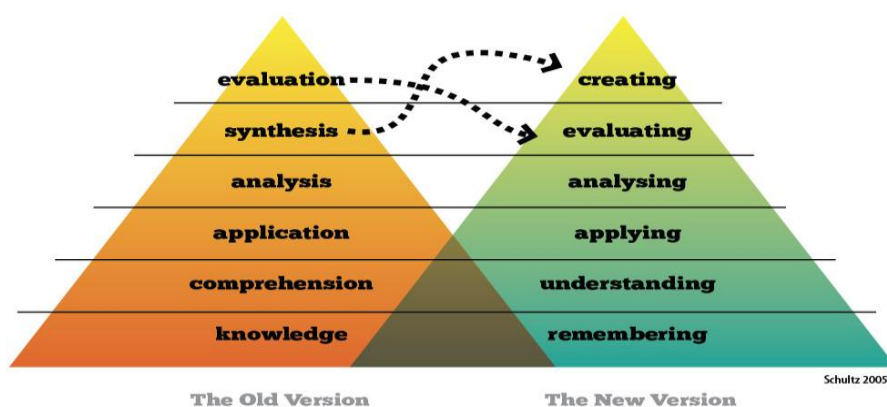 evaluation creating
synthesis evaluating
analysis analysing
application applying
comprehension understanding
knowledge remembering
Schultz 2005
The Old Version The New Version